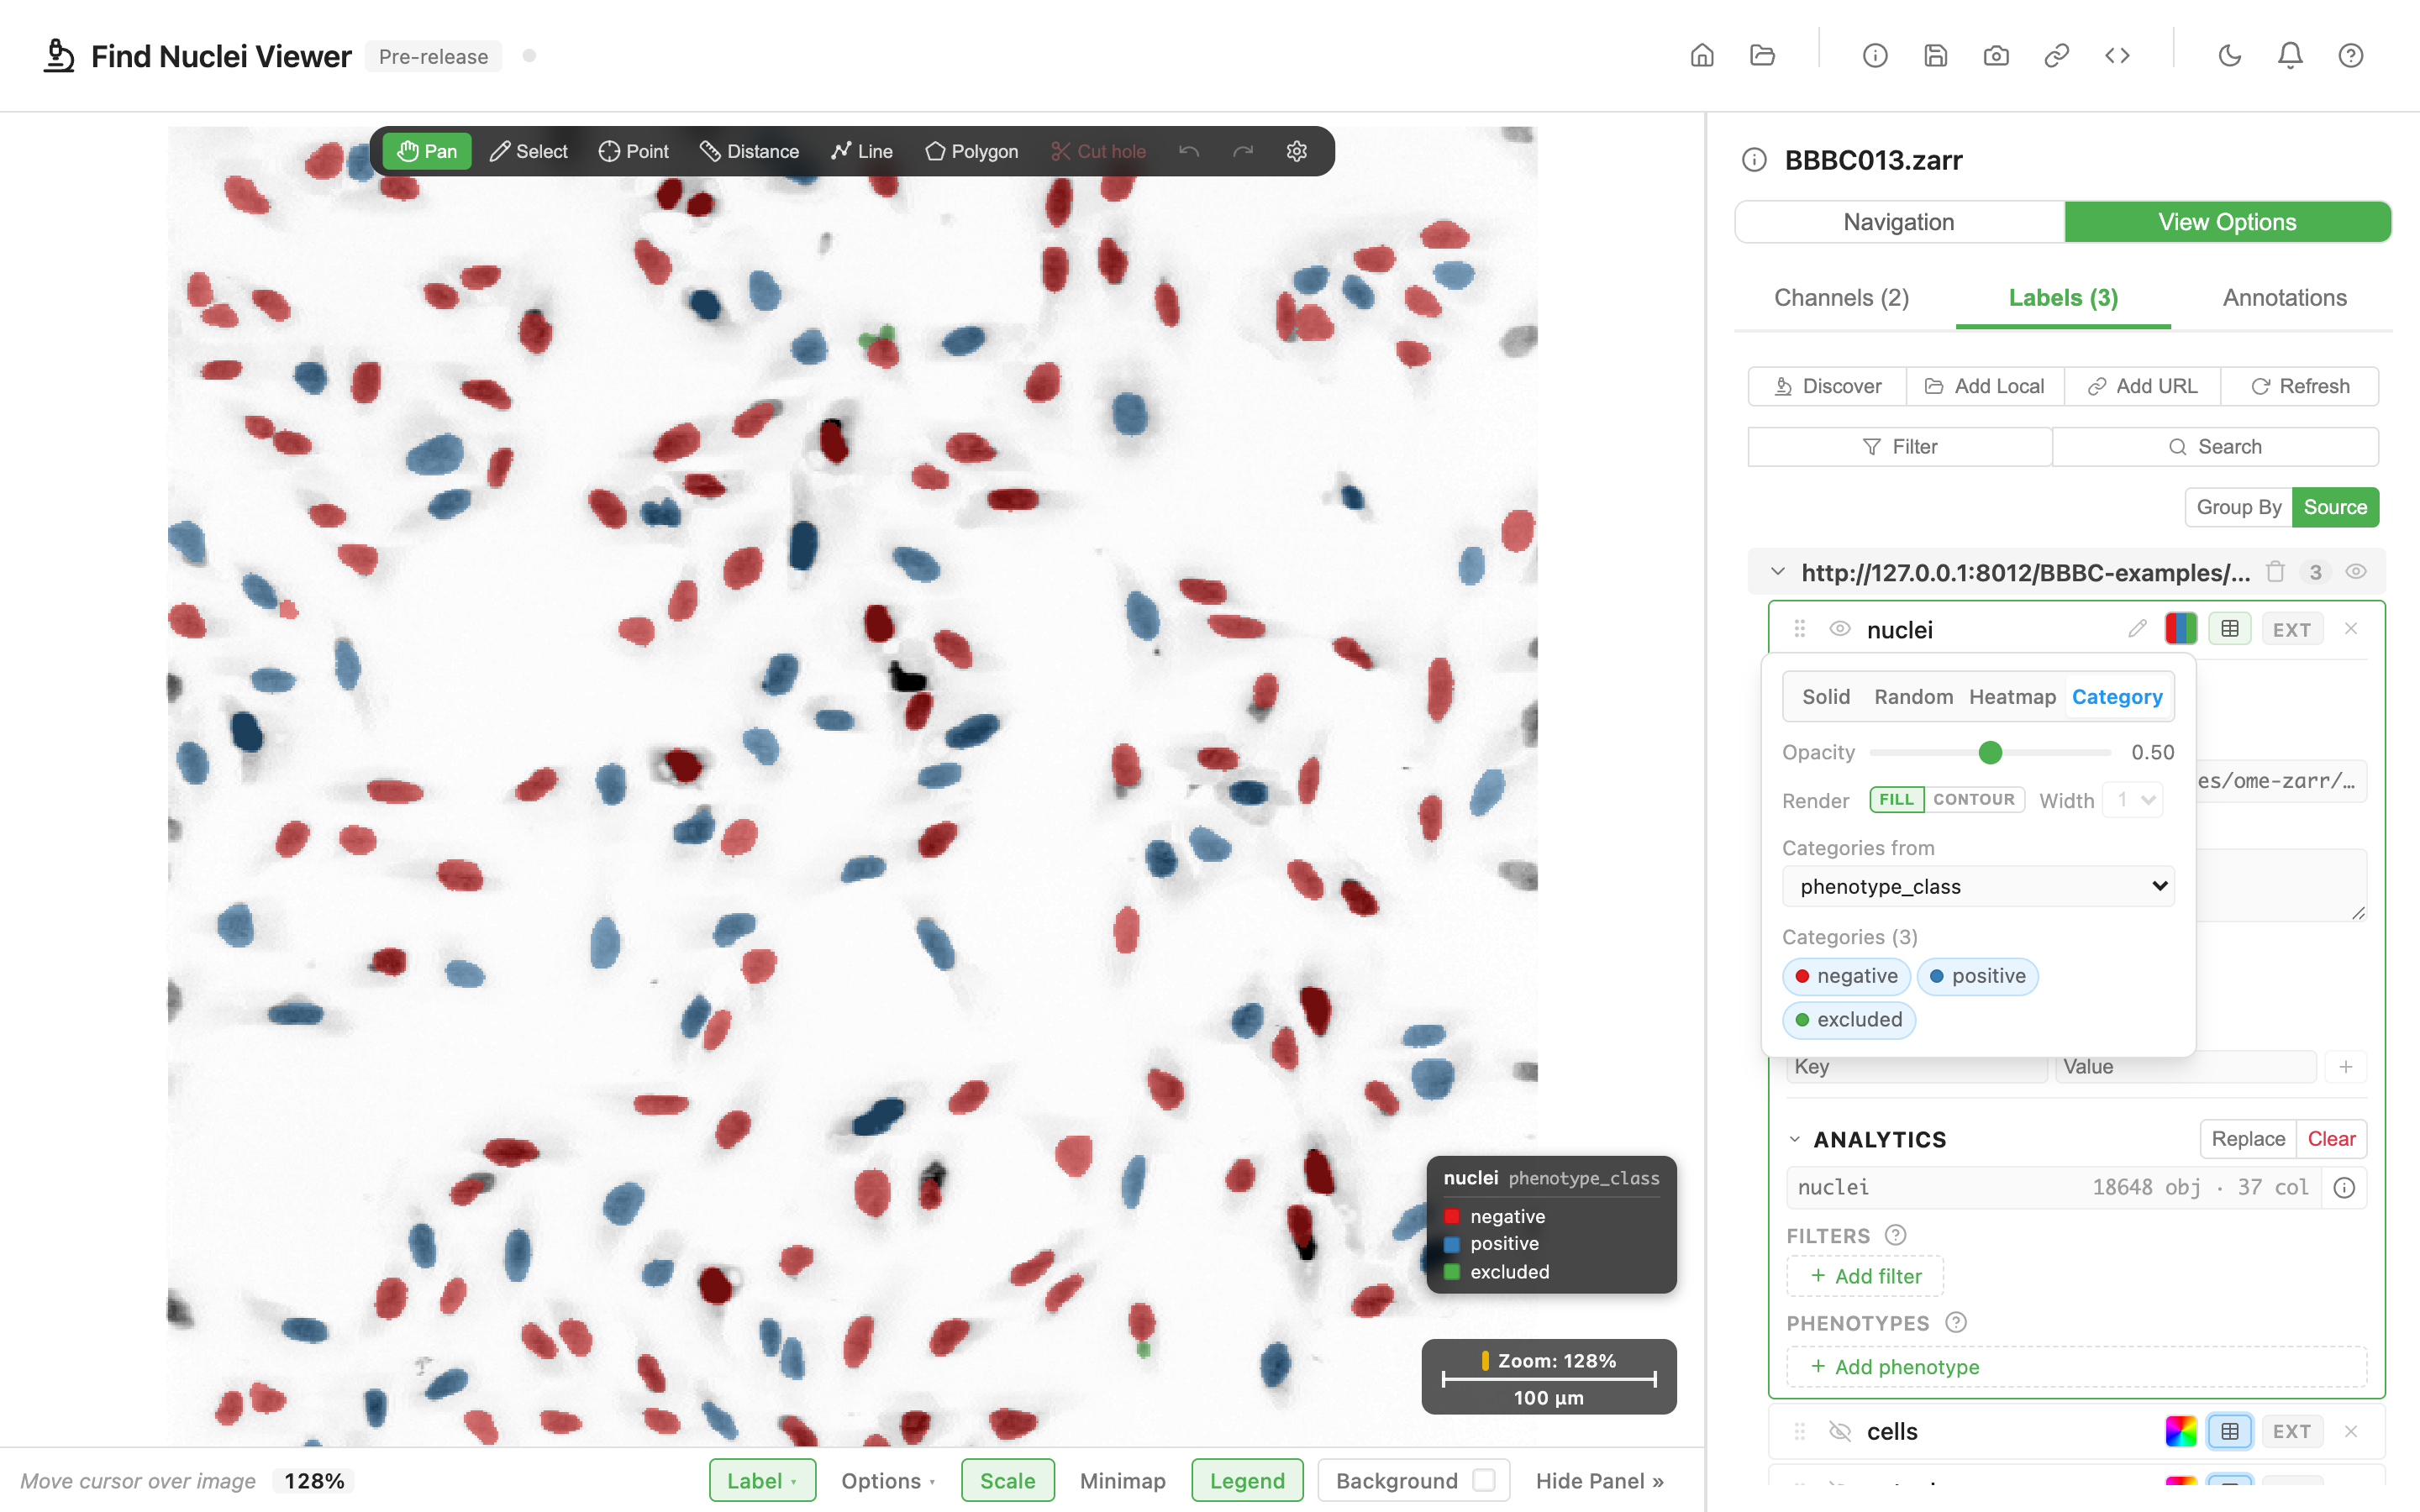 Find Nuclei Viewer Pre-release
Pan Select Point Distance Line Polygon Cut hole
BBBC013.zarr
Navigation View Options
Channels (2) Labels (3) Annotations
Discover Add Local Add URL Refresh
Filter Search
Group By Source
http://127.0.0.1:8012/BBBC-examples/... 3
nuclei EXT
Solid Random Heatmap Category
Opacity 0.50
es/ome-zarr/...
Render FILL CONTOUR Width 1
Categories from
phenotype_class
Categories (3)
negative positive
excluded
Key Value
ANALYTICS Replace Clear
nuclei 18648 obj · 37 col
FILTERS
+ Add filter
PHENOTYPES
+ Add phenotype
cells EXT
nuclei phenotype_class
negative
positive
excluded
Zoom: 128%
100 µm
Move cursor over image 128% Label Options Scale Minimap Legend Background Hide Panel »